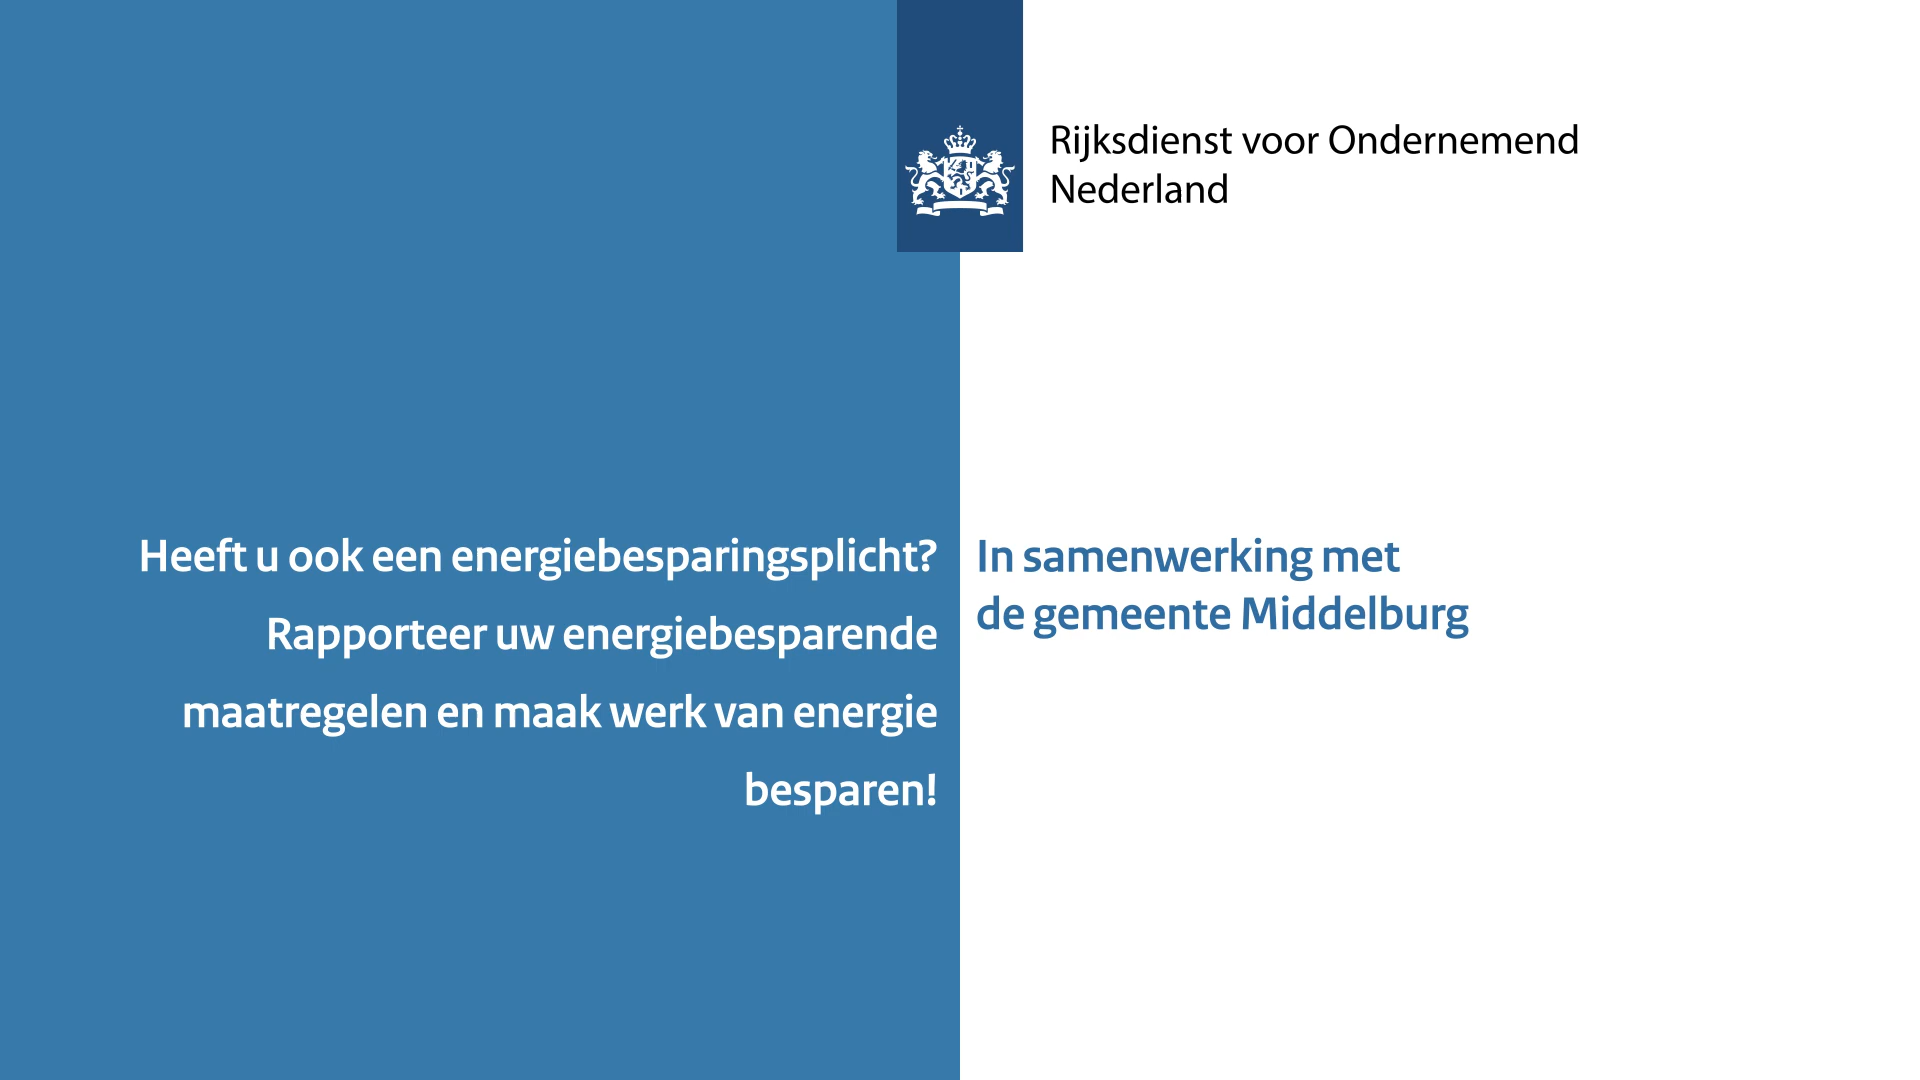 Rijksdienst voor Ondernemend
Nederland
Heeft u ook een energiebesparingsplicht?
Rapporteer uw energiebesparende
maatregelen en maak werk van energie
besparen!
In samenwerking met
de gemeente Middelburg